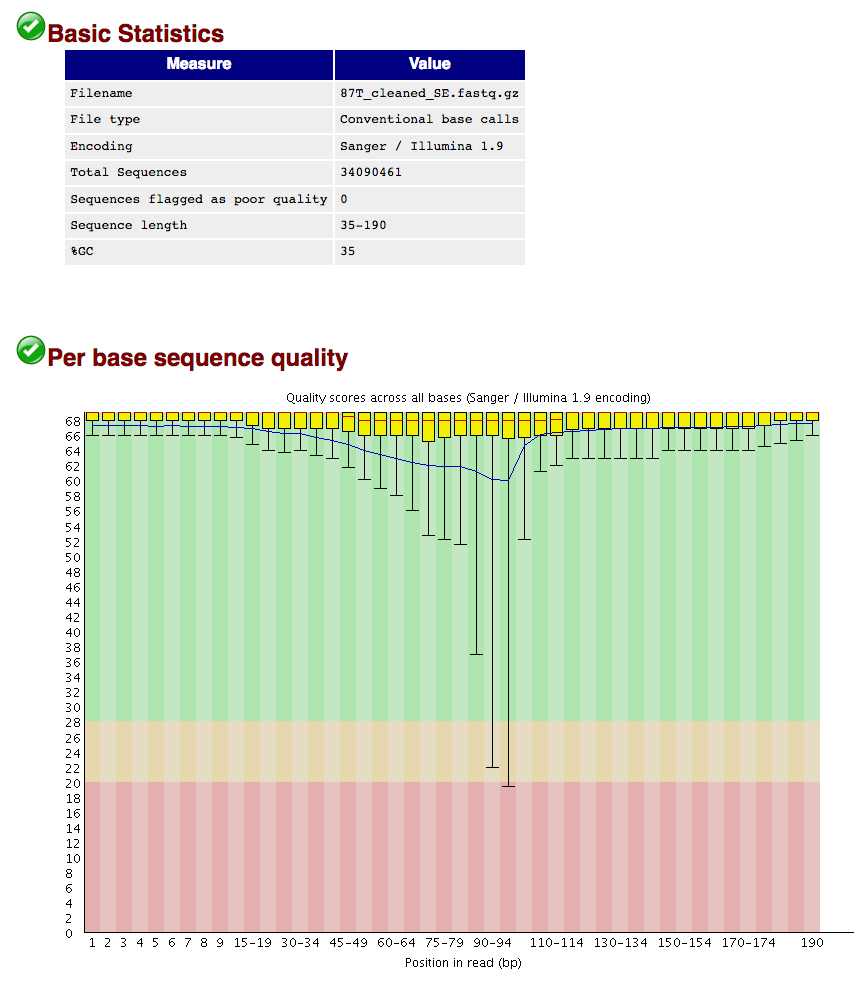 Basic Statistics
Measure Value
Filename 87T_cleaned_SE.fastq.gz
File type Conventional base calls
Encoding Sanger / Illumina 1.9
Total Sequences 34090461
Sequences flagged as poor quality 0
Sequence length 35-190
%GC 35
Per base sequence quality
Quality scores across all bases (Sanger / Illumina 1.9 encoding)
68
66
64
62
60
58
56
54
52
50
48
46
44
42
40
38
36
34
32
30
28
26
24
22
20
18
16
14
12
10
8
6
4
2
0
1 2 3 4 5 6 7 8 9 15-19 30-34 45-49 60-64 75-79 90-94 110-114 130-134 150-154 170-174 190
Position in read (bp)